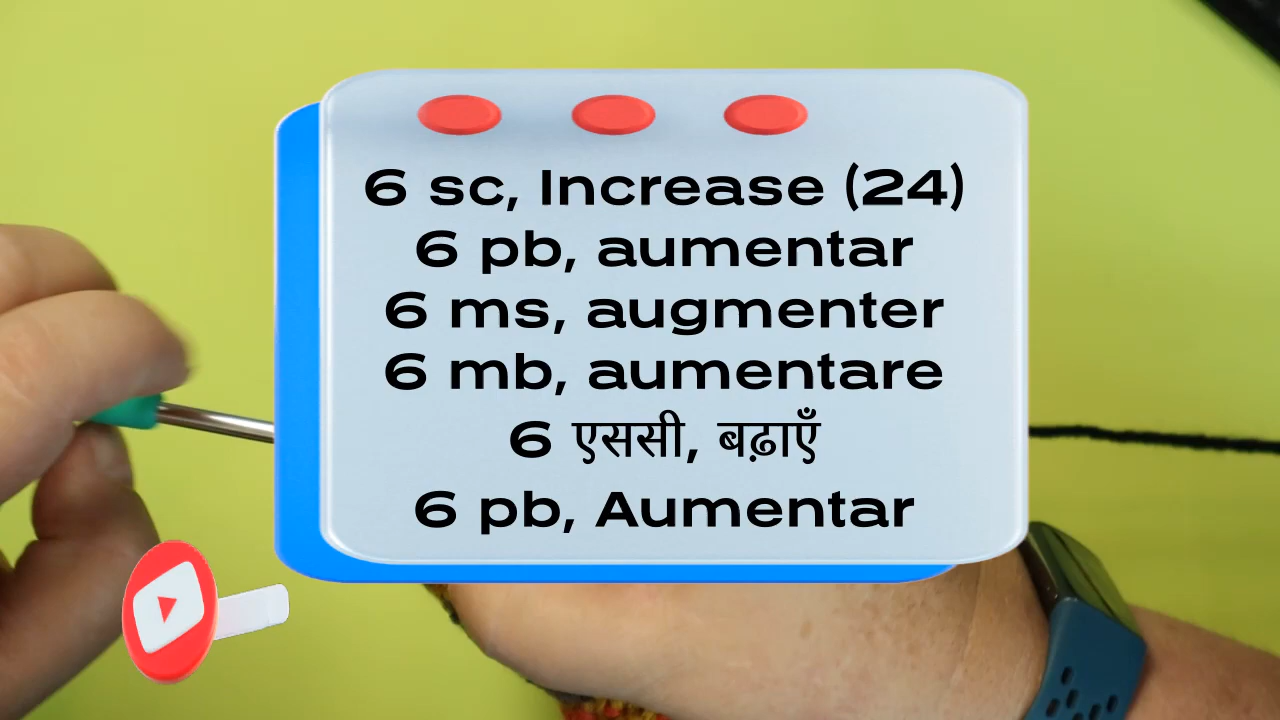 6 sc, Increase (24)
6 pb, aumentar
6 ms, augmenter
6 mb, aumentare
6 एससी, बढ़ाएँ
6 pb, Aumentar